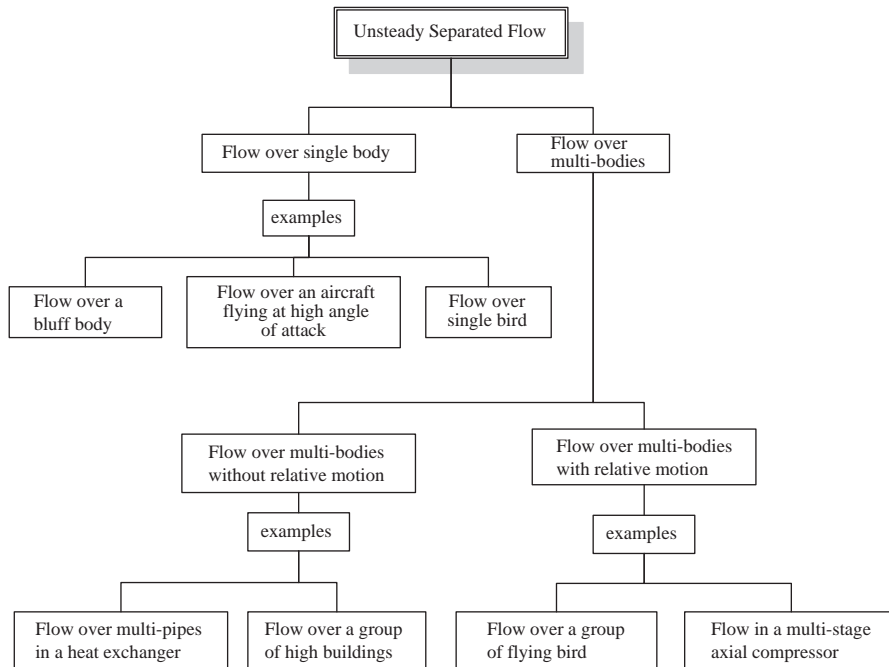 Unsteady Separated Flow
Flow over single body
Flow over
multi-bodies
examples
Flow over a
bluff body
Flow over an aircraft
flying at high angle
of attack
Flow over
single bird
Flow over multi-bodies
without relative motion
Flow over multi-bodies
with relative motion
examples
examples
Flow over multi-pipes
in a heat exchanger
Flow over a group
of high buildings
Flow over a group
of flying bird
Flow in a multi-stage
axial compressor